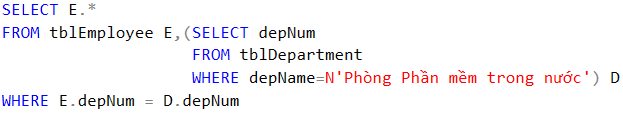 SELECT E.*
FROM tblEmployee E,(SELECT depNum
FROM tblDepartment
WHERE depName=N'Phòng Phần mềm trong nước') D
WHERE E.depNum = D.depNum